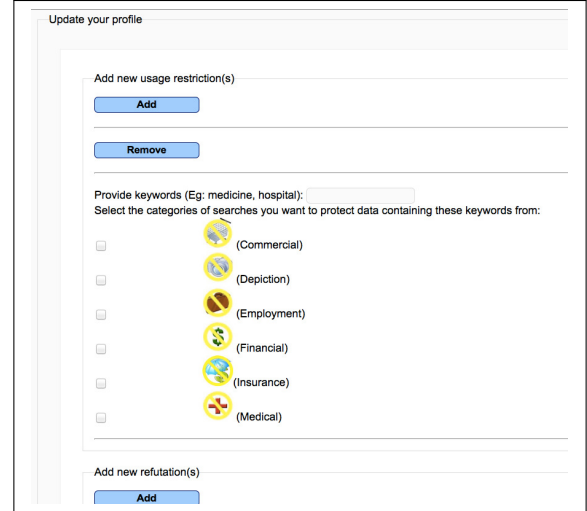 Update your profile
Add new usage restriction(s)
Add
Remove
Provide keywords (Eg: medicine, hospital):
Select the categories of searches you want to protect data containing these keywords from:
(Commercial)
(Depiction)
(Employment)
(Financial)
(Insurance)
(Medical)
Add new refutation(s)
Add